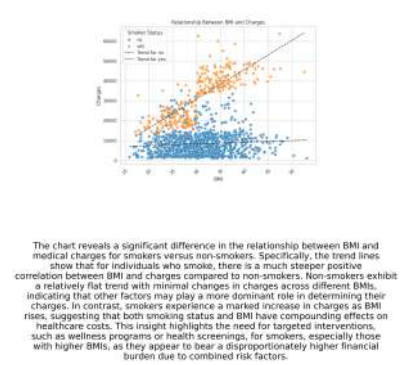 Relationship Between BMI and Charges
Smoker Status
no
yes
Trend for no
Trend for yes
Charges
60000
50000
40000
30000
20000
10000
0
BMI
The chart reveals a significant difference in the relationship between BMI and
medical charges for smokers versus non-smokers. Specifically, the trend lines
show that for individuals who smoke, there is a much steeper positive
correlation between BMI and charges compared to non-smokers. Non-smokers exhibit
a relatively flat trend with minimal changes in charges across different BMIs,
indicating that other factors may play a more dominant role in determining their
charges. In contrast, smokers experience a marked increase in charges as BMI
rises, suggesting that both smoking status and BMI have compounding effects on
healthcare costs. This insight highlights the need for targeted interventions,
such as wellness programs or health screenings, for smokers, especially those
with higher BMIs, as they appear to bear a disproportionately higher financial
burden due to combined risk factors.